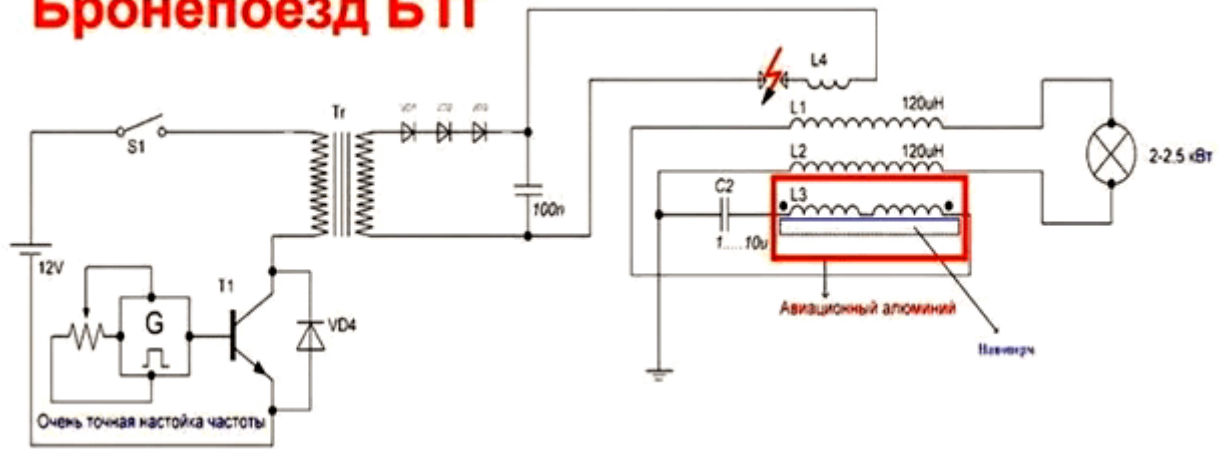 Бронепоезд БТГ
L4
Tr
L1
120uH
S1
L2
120uH
2-2.5 кВт
C2
L3
100n
1.....10u
12V
T1
Авиационный алюминий
G
VD4
Очень точная настойка частоты